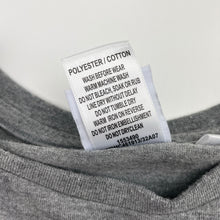 POLYESTER / COTTON
WASH BEFORE WEAR
WARM MACHINE WASH
DO NOT BLEACH, SOAK OR RUB
LINE DRY WITHOUT DELAY
DO NOT TUMBLE DRY
WARM IRON ON REVERSE
DO NOT IRON EMBELLISHMENT
DO NOT DRYCLEAN